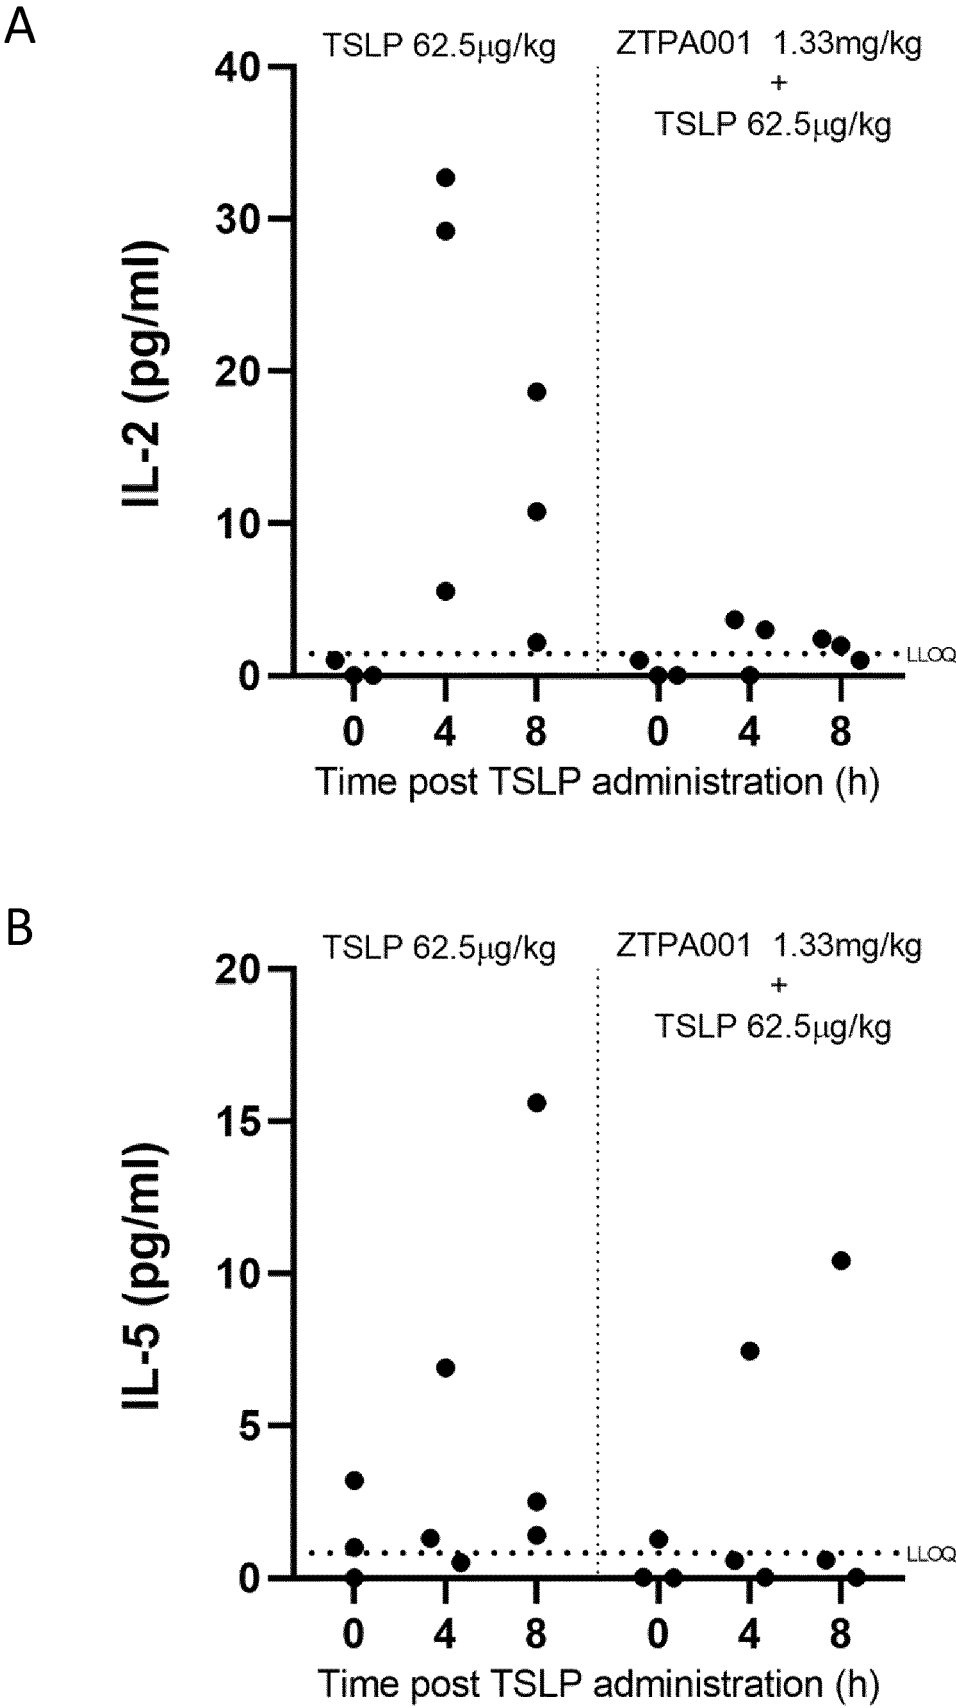 A
TSLP 62.5μg/kg
ZTPA001 1.33mg/kg
+
TSLP 62.5μg/kg
IL-2 (pg/ml)
40
30
20
10
0
LLOQ
0 4 8 0 4 8
Time post TSLP administration (h)
B
TSLP 62.5μg/kg
ZTPA001 1.33mg/kg
+
TSLP 62.5μg/kg
IL-5 (pg/ml)
20
15
10
5
0
LLOQ
0 4 8 0 4 8
Time post TSLP administration (h)